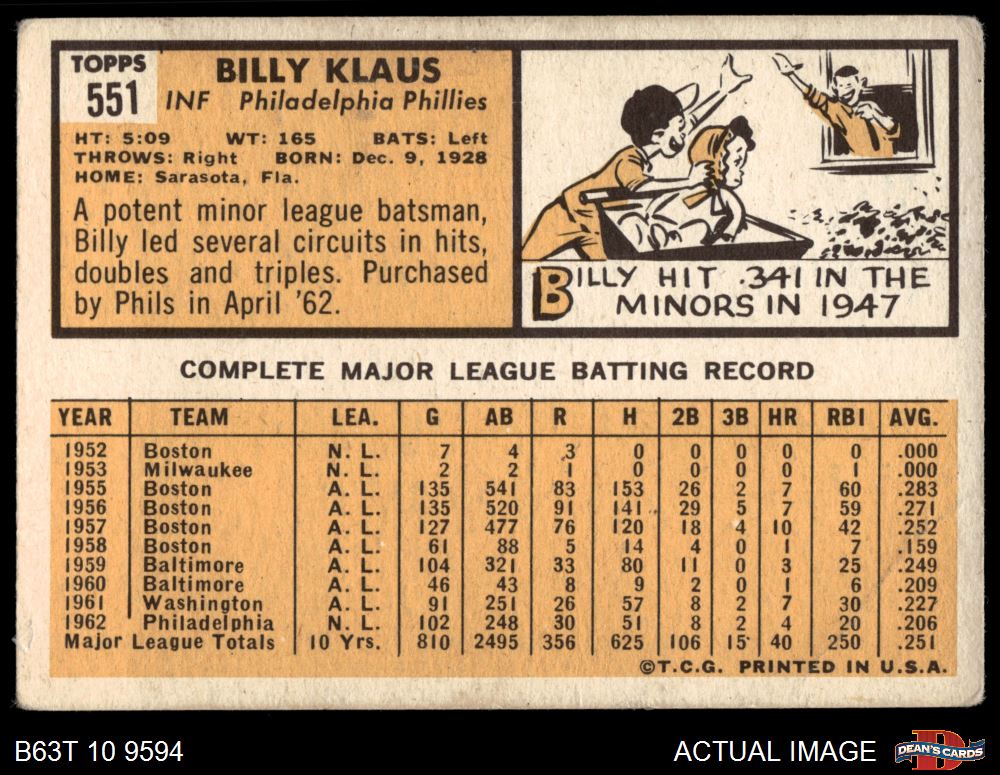 TOPPS
551
BILLY KLAUS
INF Philadelphia Phillies
HT: 5:09 WT: 165 BATS: Left
THROWS: Right BORN: Dec. 9, 1928
HOME: Sarasota, Fla.
A potent minor league batsman,
Billy led several circuits in hits,
doubles and triples. Purchased
by Phils in April '62.
BILLY HIT .341 IN THE
MINORS IN 1947
COMPLETE MAJOR LEAGUE BATTING RECORD
YEAR TEAM LEA. G AB R H 2B 3B HR RBI AVG.
1952 Boston N. L. 7 4 3 0 0 0 0 0 .000
1953 Milwaukee N. L. 2 2 1 0 0 0 0 1 .000
1955 Boston A. L. 135 541 83 153 26 2 7 60 .283
1956 Boston A. L. 135 520 91 141 29 5 7 59 .271
1957 Boston A. L. 127 477 76 120 18 4 10 42 .252
1958 Boston A. L. 61 88 5 14 4 0 1 7 .159
1959 Baltimore A. L. 104 321 33 80 11 0 3 25 .249
1960 Baltimore A. L. 46 43 8 9 2 0 1 6 .209
1961 Washington A. L. 91 251 26 57 8 2 7 30 .227
1962 Philadelphia N. L. 102 248 30 51 8 2 4 20 .206
Major League Totals 10 Yrs. 810 2495 356 625 106 15 40 250 .251
©T.C.G. PRINTED IN U.S.A.
B63T 10 9594
ACTUAL IMAGE
D
DEAN'S CARDS